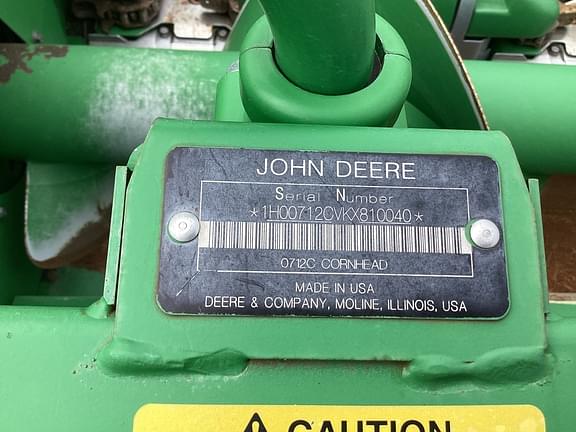 JOHN DEERE
Serial Number
*1H00712CVKX810040*
0712C CORNHEAD
MADE IN USA
DEERE & COMPANY, MOLINE, ILLINOIS, USA
CAUTION